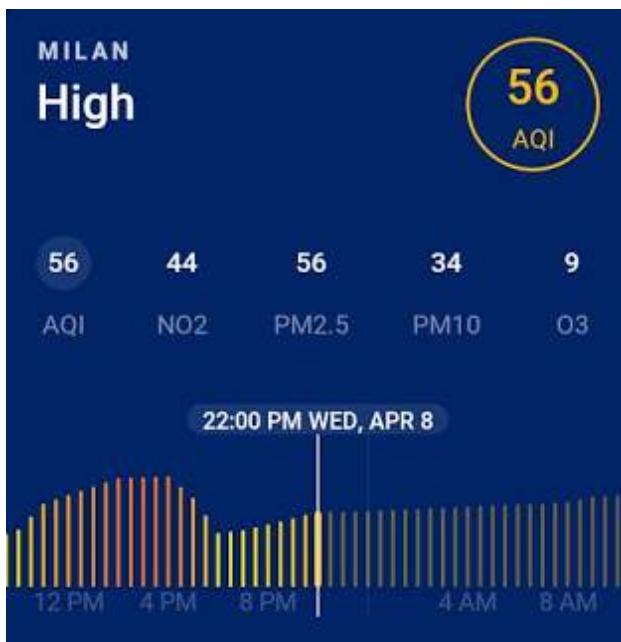 MILAN
High
56
AQI
56 44 56 34 9
AQI NO2 PM2.5 PM10 O3
22:00 PM WED, APR 8
12 PM 4 PM 8 PM 4 AM 8 AM